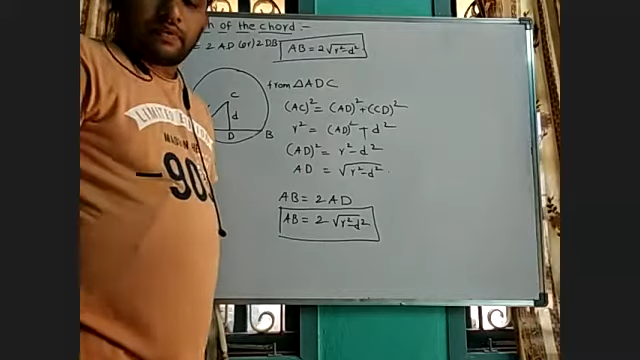 of the chord :-
= 2 AD (or) 2 DB AB = 2√r²-d²
from △ADC
C
d
D
B
(AC)² = (AD)² + (CD)²
r² = (AD)² + d²
(AD)² = r² - d²
AD = √r²-d² .
AB = 2 AD
AB = 2 √r²-d²
LIMITED
90